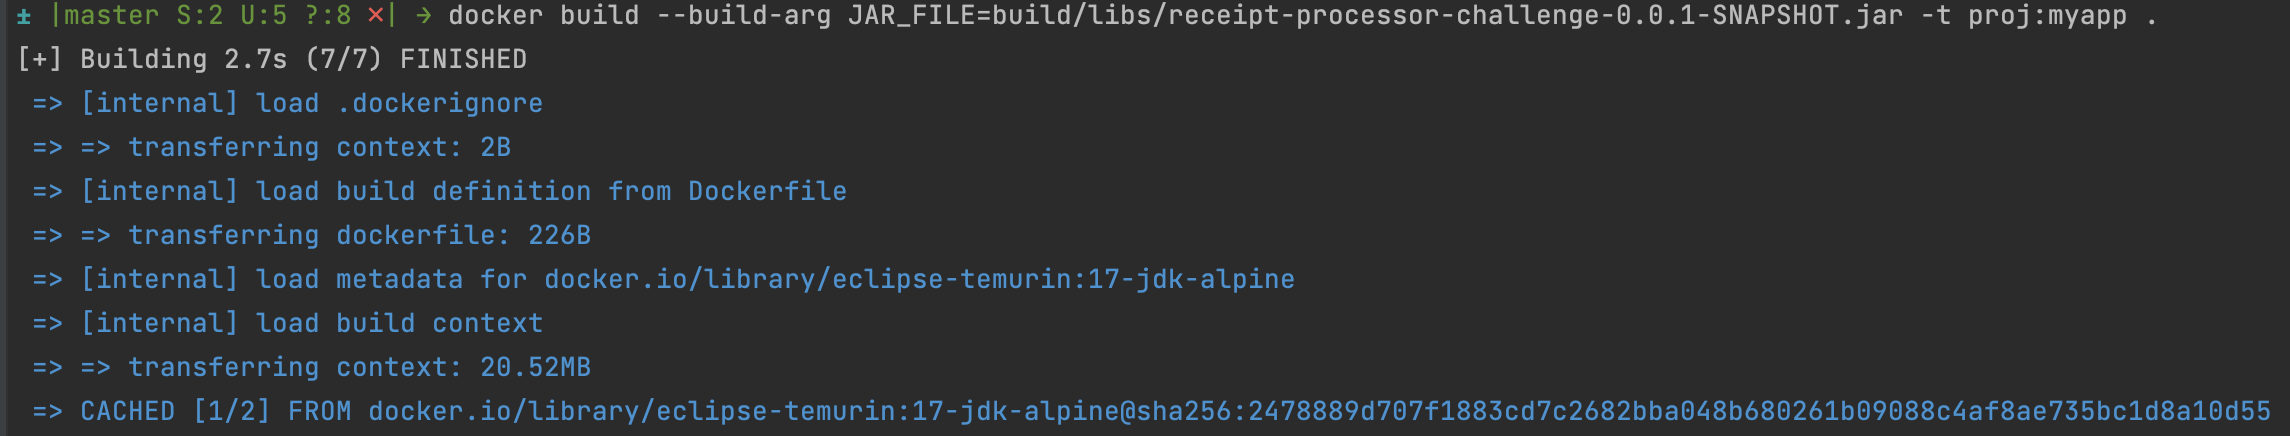 ± |master S:2 U:5 ?:8 ✗| → docker build --build-arg JAR_FILE=build/libs/receipt-processor-challenge-0.0.1-SNAPSHOT.jar -t proj:myapp .
[+] Building 2.7s (7/7) FINISHED
=> [internal] load .dockerignore
=> => transferring context: 2B
=> [internal] load build definition from Dockerfile
=> => transferring dockerfile: 226B
=> [internal] load metadata for docker.io/library/eclipse-temurin:17-jdk-alpine
=> [internal] load build context
=> => transferring context: 20.52MB
=> CACHED [1/2] FROM docker.io/library/eclipse-temurin:17-jdk-alpine@sha256:2478889d707f1883cd7c2682bba048b680261b09088c4af8ae735bc1d8a10d55